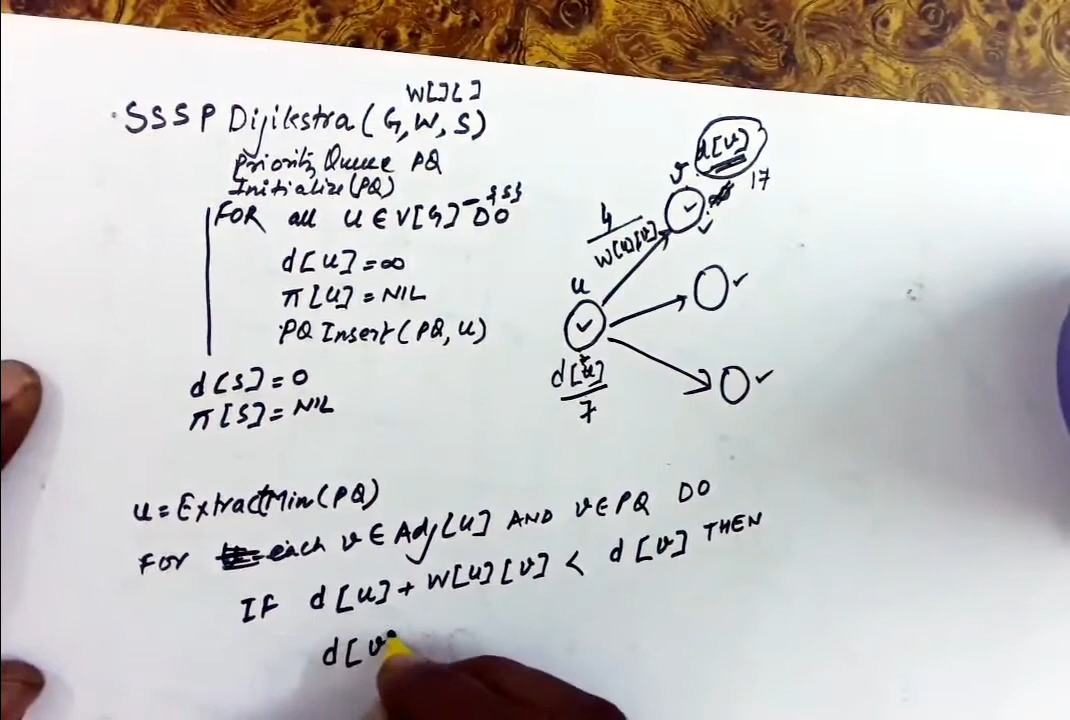 W[][]
SSSP Dijikstra(G,W,S)
Priority Queue PQ
Initialize(PQ)
FOR all u∈V[G]-{S} DO
d[u]=∞
π[u]=NIL
PQ Insert(PQ,u)
d[S]=0
π[S]=NIL
u=ExtractMin(PQ)
FOR each v∈Adj[u] AND v∈PQ DO
IF d[u]+W[u][v] < d[v] THEN
d[v
d[v]
v
17
4
W[u][v]
u
d[u]
7